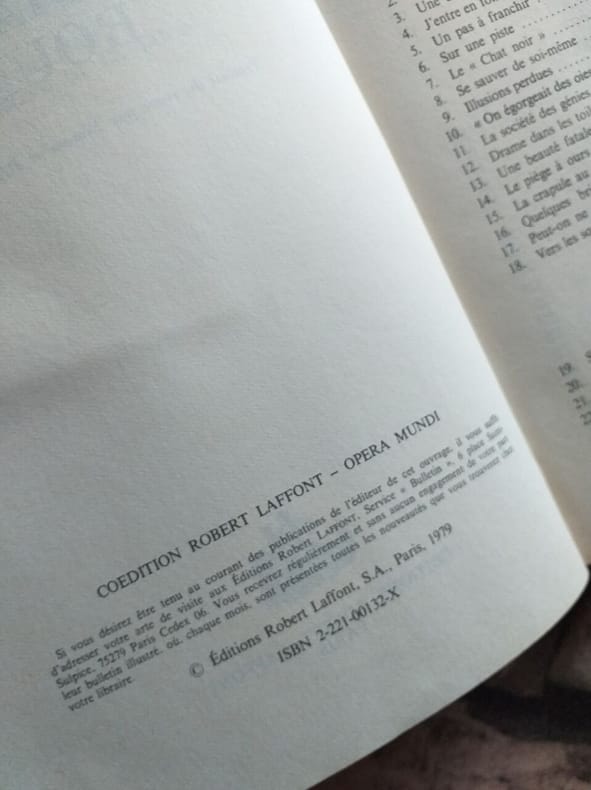 COEDITION ROBERT LAFFONT – OPERA MUNDI
Si vous désirez être tenu au courant des publications de l'éditeur de cet ouvrage, il vous suffit
d'adresser votre arte de visite aux Éditions Robert LAFFONT, Service « Bulletin », 6 place Saint-
Sulpice, 75279 Paris Cedex 06. Vous recevrez régulièrement et sans aucun engagement de votre part
leur bulletin illustré, où, chaque mois, sont présentées toutes les nouveautés que vous trouverez chez
votre libraire.
© Éditions Robert Laffont, S.A., Paris, 1979
ISBN 2-221-00132-X
2.
3. Une
4. J'entre en
5. Un pas à franchir
6. Sur une piste
7. Le « Chat noir »
8. Se sauver de soi-même
9. Illusions perdues
10. « On égorgeait des oies
11. La société des génies
12. Drame dans les
13. Une beauté fatale
14. Le piège à ours
15. La crapule au
16. Quelques
17. Peut-on ne
18. Vers les
19.
20.
21.